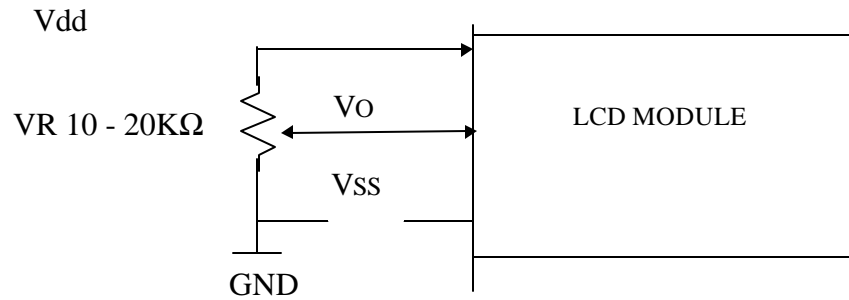 Vdd
VR 10 - 20KΩ
VO
LCD MODULE
VSS
GND